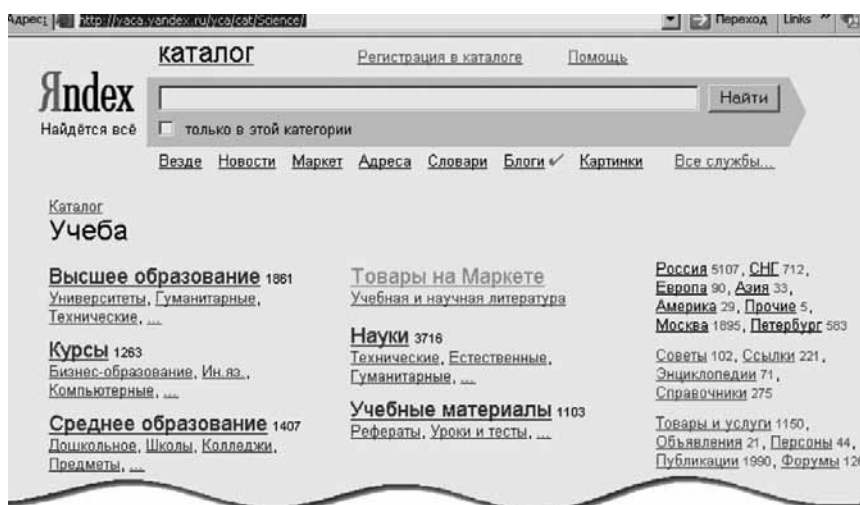 Адрес: http://yaca.yandex.ru/yca/cat/Science/ Переход Links »
каталог Регистрация в каталоге Помощь
Яndex
Найти
Найдётся всё только в этой категории
Везде Новости Маркет Адреса Словари Блоги Картинки Все службы...
Каталог
Учеба
Высшее образование 1861
Университеты, Гуманитарные,
Технические, ...
Курсы 1263
Бизнес-образование, Ин.яз.,
Компьютерные, ...
Среднее образование 1407
Дошкольное, Школы, Колледжи,
Предметы, ...
Товары на Маркете
Учебная и научная литература
Науки 3716
Технические, Естественные,
Гуманитарные, ...
Учебные материалы 1103
Рефераты, Уроки и тесты, ...
Россия 5107, СНГ 712,
Европа 90, Азия 33,
Америка 29, Прочие 5,
Москва 1895, Петербург 583
Советы 102, Ссылки 221,
Энциклопедии 71,
Справочники 275
Товары и услуги 1150,
Объявления 21, Персоны 44,
Публикации 1990, Форумы